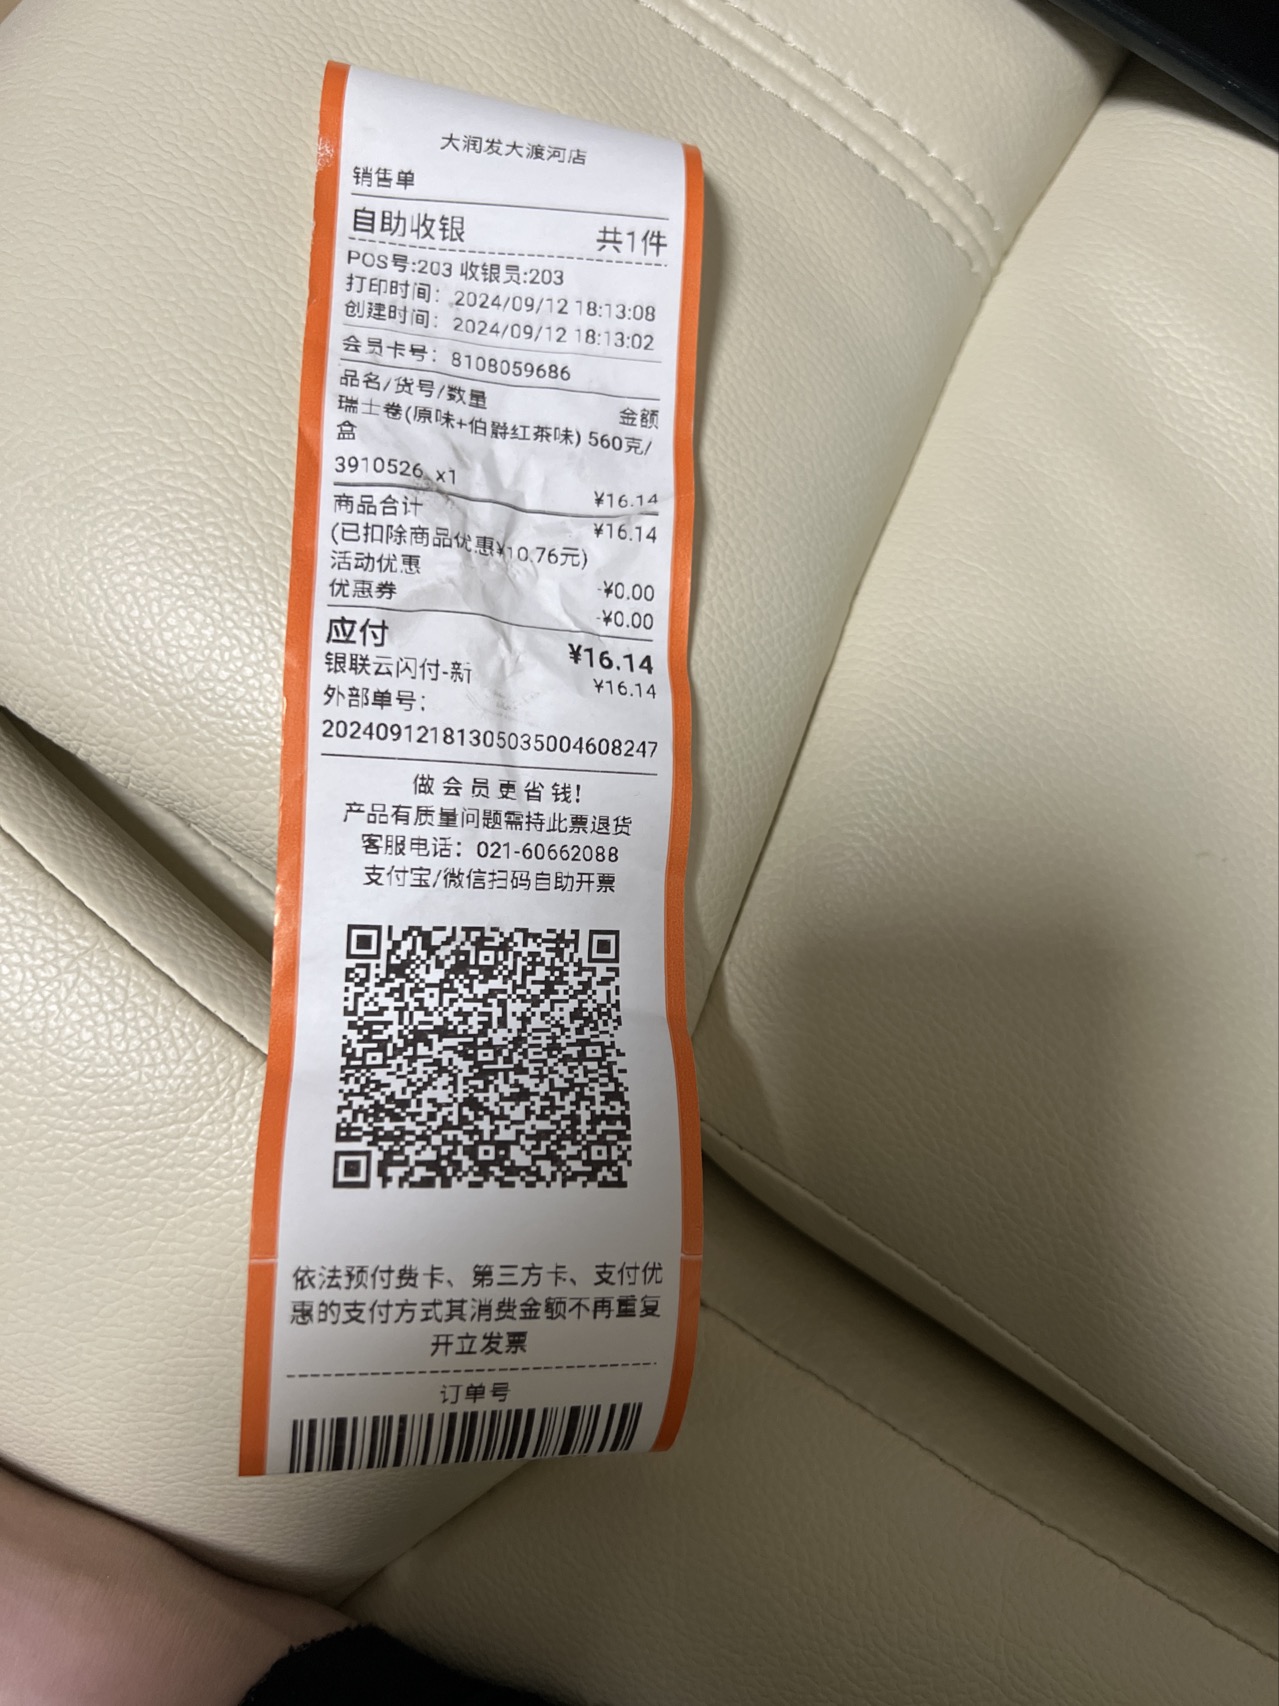 大润发大渡河店
销售单
自助收银 共1件
POS号:203 收银员:203
打印时间：2024/09/12 18:13:08
创建时间：2024/09/12 18:13:02
会员卡号：8108059686
品名/货号/数量 金额
瑞士卷(原味+伯爵红茶味) 560克/
盒
3910526 x1 ¥16.14
商品合计 ¥16.14
(已扣除商品优惠¥10.76元)
活动优惠 -¥0.00
优惠券 -¥0.00
应付 ¥16.14
银联云闪付-新 ¥16.14
外部单号：
2024091218130503500460​8247
做会员更省钱!
产品有质量问题需持此票退货
客服电话：021-60662088
支付宝/微信扫码自助开票
依法预付费卡、第三方卡、支付优
惠的支付方式其消费金额不再重复
开立发票
订单号